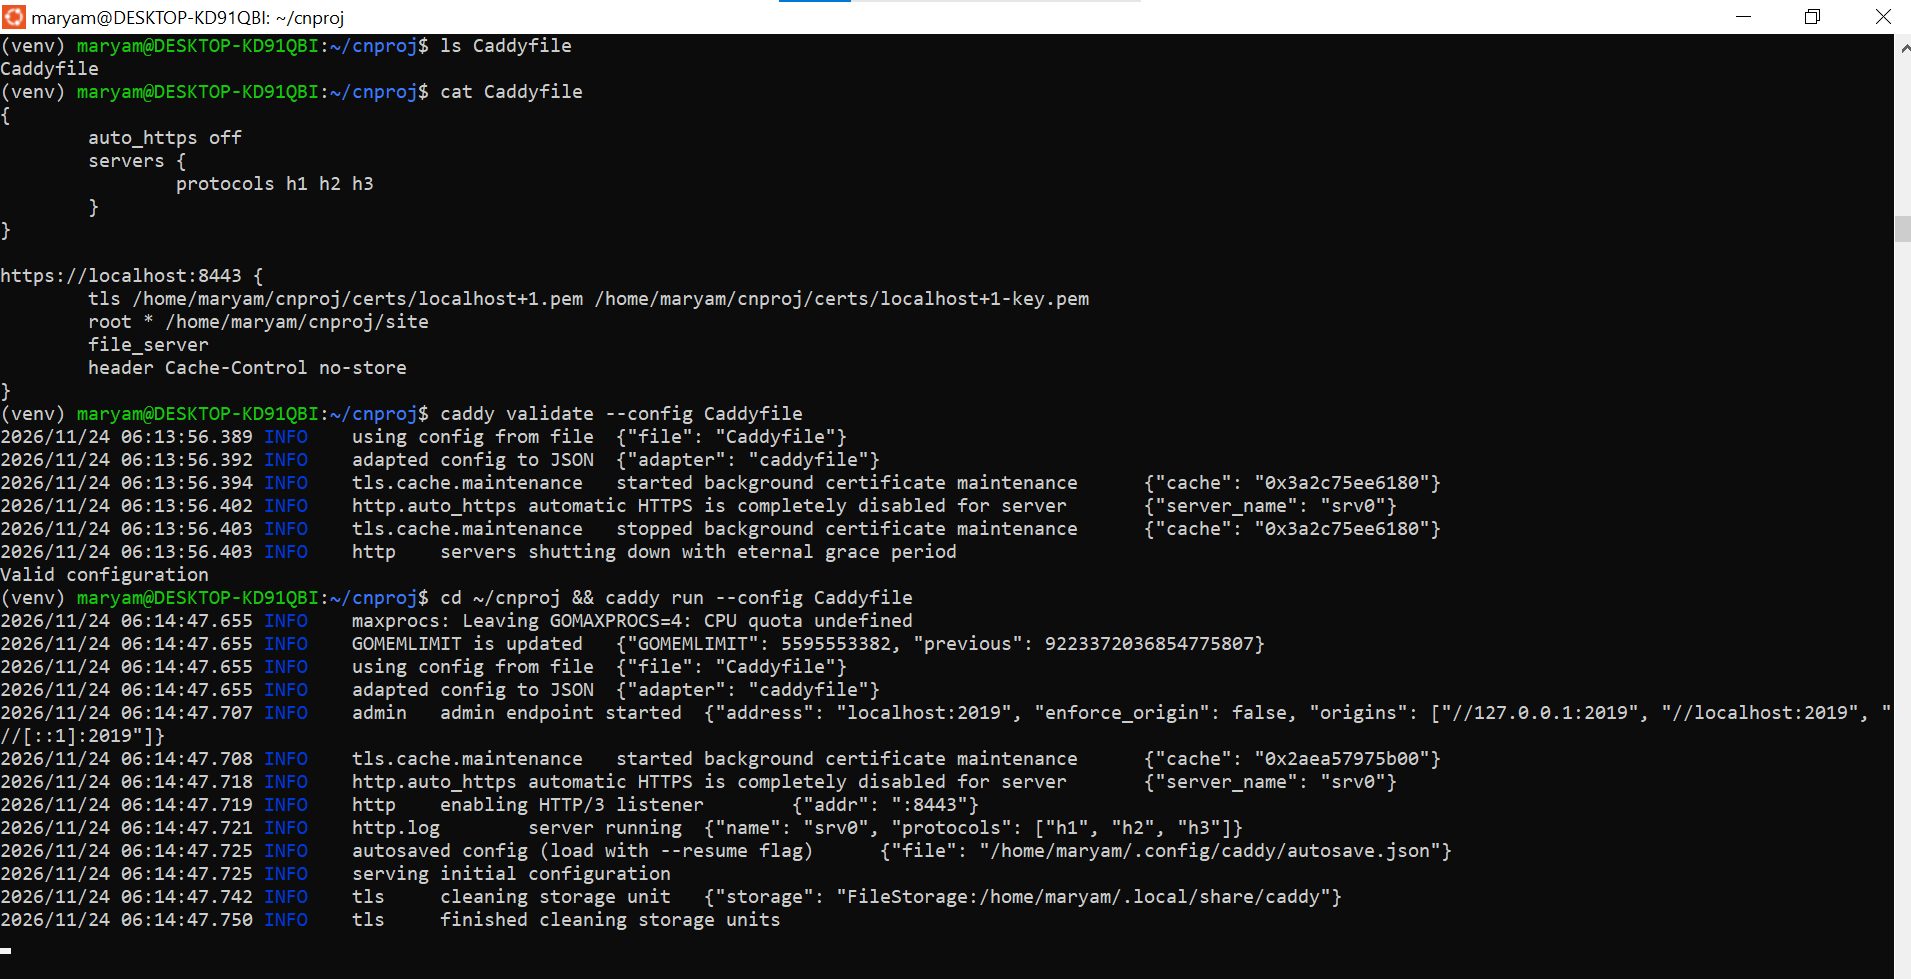 maryam@DESKTOP-KD91QBI: ~/cnproj
(venv) maryam@DESKTOP-KD91QBI:~/cnproj$ ls Caddyfile
Caddyfile
(venv) maryam@DESKTOP-KD91QBI:~/cnproj$ cat Caddyfile
{
        auto_https off
        servers {
                protocols h1 h2 h3
        }
}

https://localhost:8443 {
        tls /home/maryam/cnproj/certs/localhost+1.pem /home/maryam/cnproj/certs/localhost+1-key.pem
        root * /home/maryam/cnproj/site
        file_server
        header Cache-Control no-store
}
(venv) maryam@DESKTOP-KD91QBI:~/cnproj$ caddy validate --config Caddyfile
2026/11/24 06:13:56.389 INFO    using config from file  {"file": "Caddyfile"}
2026/11/24 06:13:56.392 INFO    adapted config to JSON  {"adapter": "caddyfile"}
2026/11/24 06:13:56.394 INFO    tls.cache.maintenance   started background certificate maintenance      {"cache": "0x3a2c75ee6180"}
2026/11/24 06:13:56.402 INFO    http.auto_https automatic HTTPS is completely disabled for server       {"server_name": "srv0"}
2026/11/24 06:13:56.403 INFO    tls.cache.maintenance   stopped background certificate maintenance      {"cache": "0x3a2c75ee6180"}
2026/11/24 06:13:56.403 INFO    http    servers shutting down with eternal grace period
Valid configuration
(venv) maryam@DESKTOP-KD91QBI:~/cnproj$ cd ~/cnproj && caddy run --config Caddyfile
2026/11/24 06:14:47.655 INFO    maxprocs: Leaving GOMAXPROCS=4: CPU quota undefined
2026/11/24 06:14:47.655 INFO    GOMEMLIMIT is updated   {"GOMEMLIMIT": 5595553382, "previous": 9223372036854775807}
2026/11/24 06:14:47.655 INFO    using config from file  {"file": "Caddyfile"}
2026/11/24 06:14:47.655 INFO    adapted config to JSON  {"adapter": "caddyfile"}
2026/11/24 06:14:47.707 INFO    admin   admin endpoint started  {"address": "localhost:2019", "enforce_origin": false, "origins": ["//127.0.0.1:2019", "//localhost:2019", "
//[::1]:2019"]}
2026/11/24 06:14:47.708 INFO    tls.cache.maintenance   started background certificate maintenance      {"cache": "0x2aea57975b00"}
2026/11/24 06:14:47.718 INFO    http.auto_https automatic HTTPS is completely disabled for server       {"server_name": "srv0"}
2026/11/24 06:14:47.719 INFO    http    enabling HTTP/3 listener        {"addr": ":8443"}
2026/11/24 06:14:47.721 INFO    http.log        server running  {"name": "srv0", "protocols": ["h1", "h2", "h3"]}
2026/11/24 06:14:47.725 INFO    autosaved config (load with --resume flag)      {"file": "/home/maryam/.config/caddy/autosave.json"}
2026/11/24 06:14:47.725 INFO    serving initial configuration
2026/11/24 06:14:47.742 INFO    tls     cleaning storage unit   {"storage": "FileStorage:/home/maryam/.local/share/caddy"}
2026/11/24 06:14:47.750 INFO    tls     finished cleaning storage units